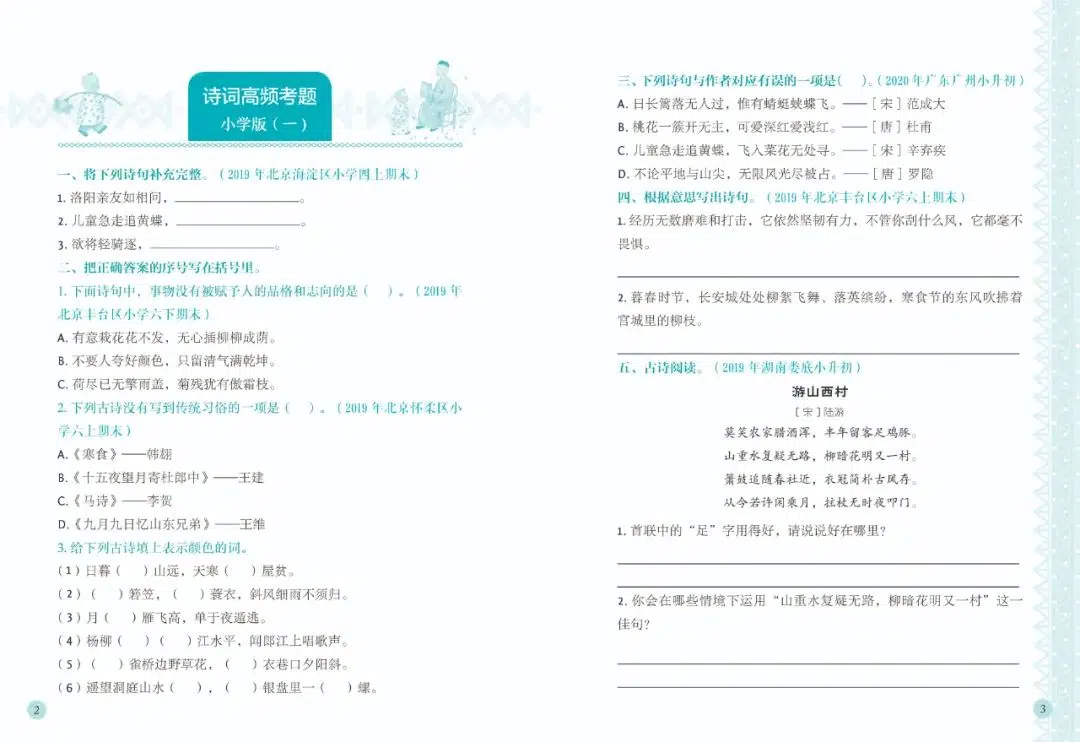 诗词高频考题
小学版（一）
一、将下列诗句补充完整。（2019年北京海淀区小学四上期末）
1. 洛阳亲友如相问，____________。
2. 儿童急走追黄蝶，____________。
3. 欲将轻骑逐，____________。
二、把正确答案的序号写在括号里。
1. 下面诗句中，事物没有被赋予人的品格和志向的是（　）。（2019年
北京丰台区小学六下期末）
A. 有意栽花花不发，无心插柳柳成荫。
B. 不要人夸好颜色，只留清气满乾坤。
C. 荷尽已无擎雨盖，菊残犹有傲霜枝。
2. 下列古诗没有写到传统习俗的一项是（　）。（2019年北京怀柔区小
学六上期末）
A.《寒食》——韩翃
B.《十五夜望月寄杜郎中》——王建
C.《马诗》——李贺
D.《九月九日忆山东兄弟》——王维
3. 给下列古诗填上表示颜色的词。
（1）日暮（　）山远，天寒（　）屋贫。
（2）（　）箬笠，（　）蓑衣，斜风细雨不须归。
（3）月（　）雁飞高，单于夜遁逃。
（4）杨柳（　）（　）江水平，闻郎江上唱歌声。
（5）（　）雀桥边野草花，（　）衣巷口夕阳斜。
（6）遥望洞庭山水（　），（　）银盘里一（　）螺。
2
三、下列诗句与作者对应有误的一项是（　）。（2020年广东广州小升初）
A. 日长篱落无人过，惟有蜻蜓蛱蝶飞。——［宋］范成大
B. 桃花一簇开无主，可爱深红爱浅红。——［唐］杜甫
C. 儿童急走追黄蝶，飞入菜花无处寻。——［宋］辛弃疾
D. 不论平地与山尖，无限风光尽被占。——［唐］罗隐
四、根据意思写出诗句。（2019年北京丰台区小学六上期末）
1. 经历无数磨难和打击，它依然坚韧有力，不管你刮什么风，它都毫不
畏惧。
2. 暮春时节，长安城处处柳絮飞舞、落英缤纷，寒食节的东风吹拂着
宫城里的柳枝。
五、古诗阅读。（2019年湖南娄底小升初）
游山西村
［宋］陆游
莫笑农家腊酒浑，丰年留客足鸡豚。
山重水复疑无路，柳暗花明又一村。
箫鼓追随春社近，衣冠简朴古风存。
从今若许闲乘月，拄杖无时夜叩门。
1. 首联中的“足”字用得好，请说说好在哪里？
2. 你会在哪些情境下运用“山重水复疑无路，柳暗花明又一村”这一
佳句？
3